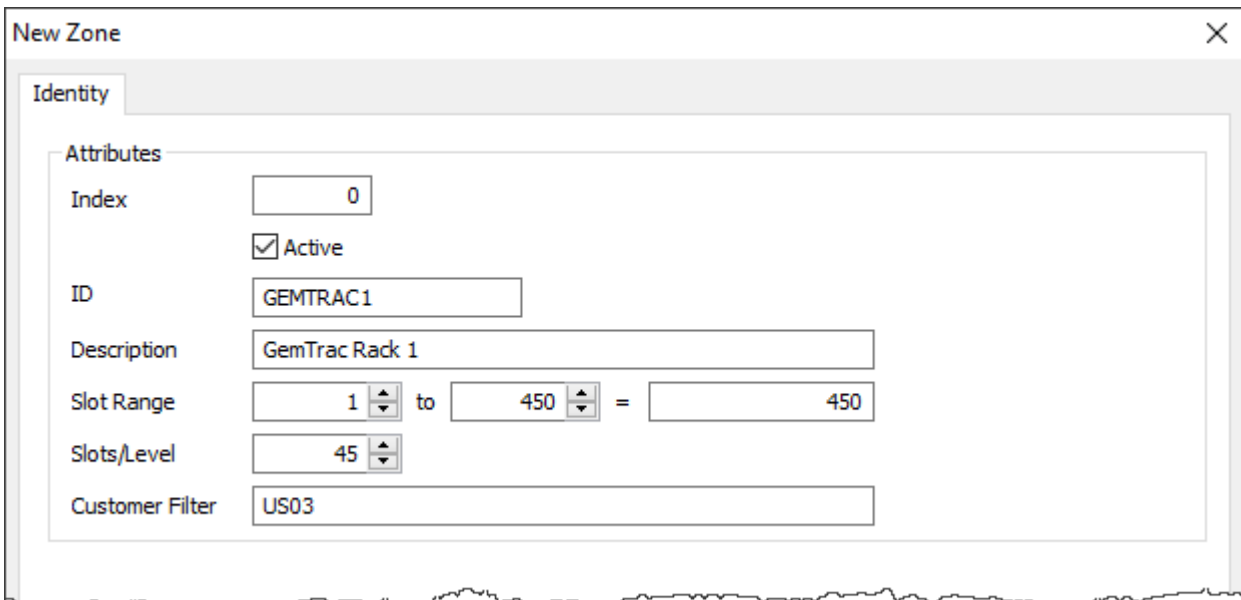 New Zone
Identity
Attributes
Index 0
Active
ID GEMTRAC1
Description GemTrac Rack 1
Slot Range 1 to 450 = 450
Slots/Level 45
Customer Filter US03